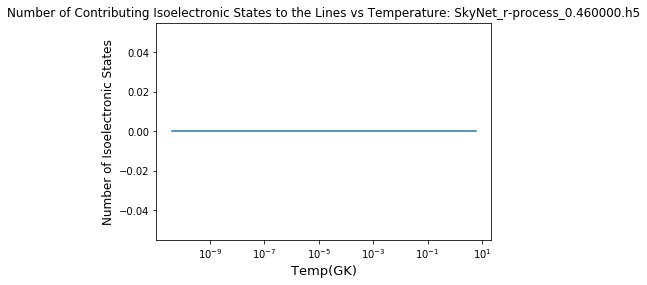 Number of Contributing Isoelectronic States to the Lines vs Temperature: SkyNet_r-process_0.460000.h5
Number of Isoelectronic States
0.04
0.02
0.00
−0.02
−0.04
10⁻⁹ 10⁻⁷ 10⁻⁵ 10⁻³ 10⁻¹ 10¹
Temp(GK)